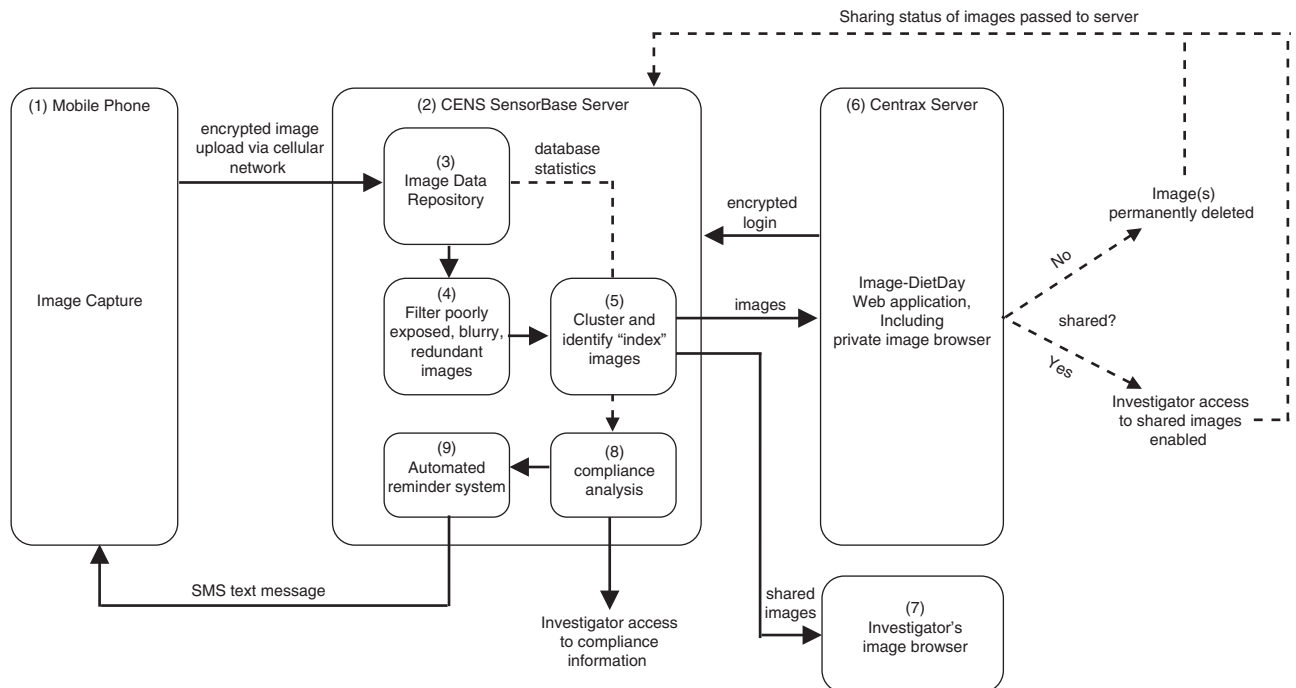 Sharing status of images passed to server
(1) Mobile Phone
Image Capture
encrypted image
upload via cellular
network
(2) CENS SensorBase Server
(3)
Image Data
Repository
database
statistics
(4)
Filter poorly
exposed, blurry,
redundant
images
(5)
Cluster and
identify “index”
images
(9)
Automated
reminder system
(8)
compliance
analysis
SMS text message
Investigator access
to compliance
information
encrypted
login
images
shared
images
(6) Centrax Server
Image-DietDay
Web application,
Including
private image browser
(7)
Investigator’s
image browser
No
shared?
Yes
Image(s)
permanently deleted
Investigator access
to shared images
enabled